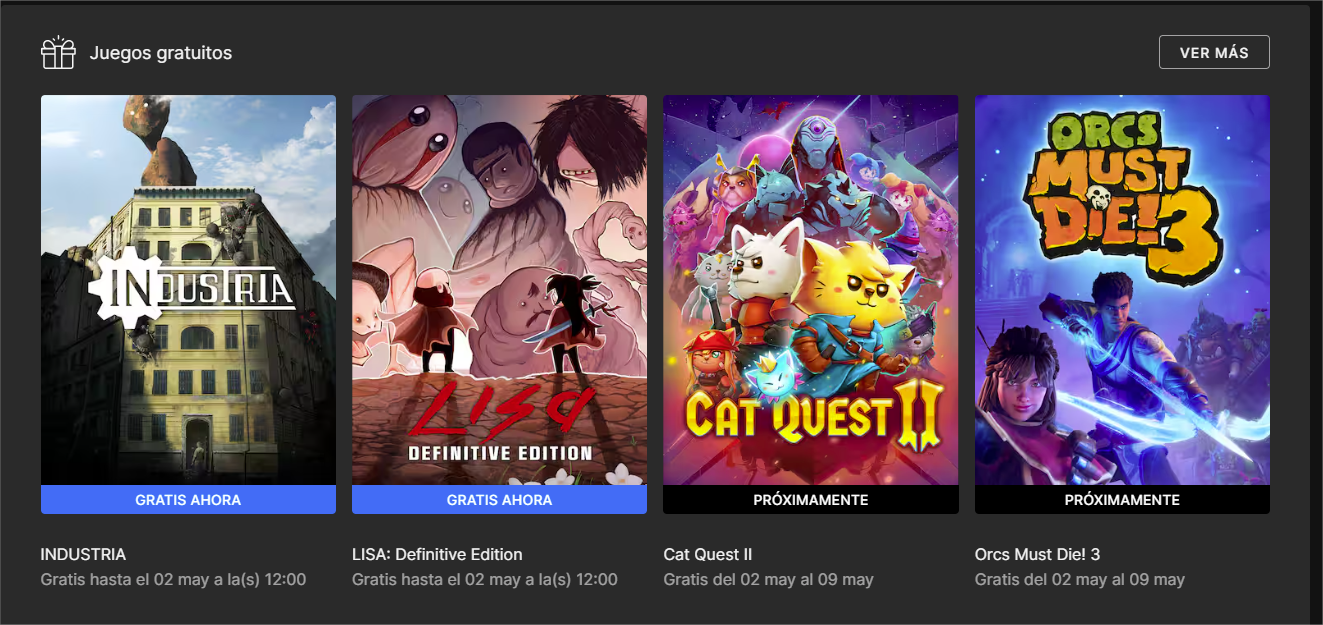 Juegos gratuitos
VER MÁS
INDUSTRIA
LISA
DEFINITIVE EDITION
CAT QUEST II
ORCS
MUST
DIE! 3
GRATIS AHORA
GRATIS AHORA
PRÓXIMAMENTE
PRÓXIMAMENTE
INDUSTRIA
LISA: Definitive Edition
Cat Quest II
Orcs Must Die! 3
Gratis hasta el 02 may a la(s) 12:00
Gratis hasta el 02 may a la(s) 12:00
Gratis del 02 may al 09 may
Gratis del 02 may al 09 may